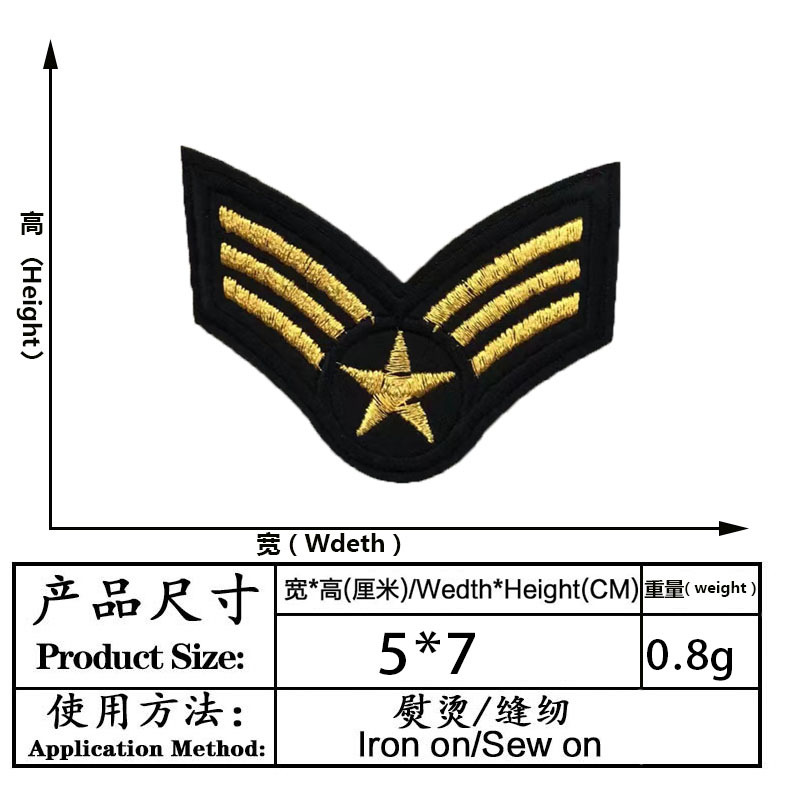 高（Height）
宽（Wdeth）
产品尺寸
Product Size:
宽*高(厘米)/Wedth*Height(CM)
重量( weight )
5*7
0.8g
使用方法：
Application Method:
熨烫/缝纫
Iron on/Sew on